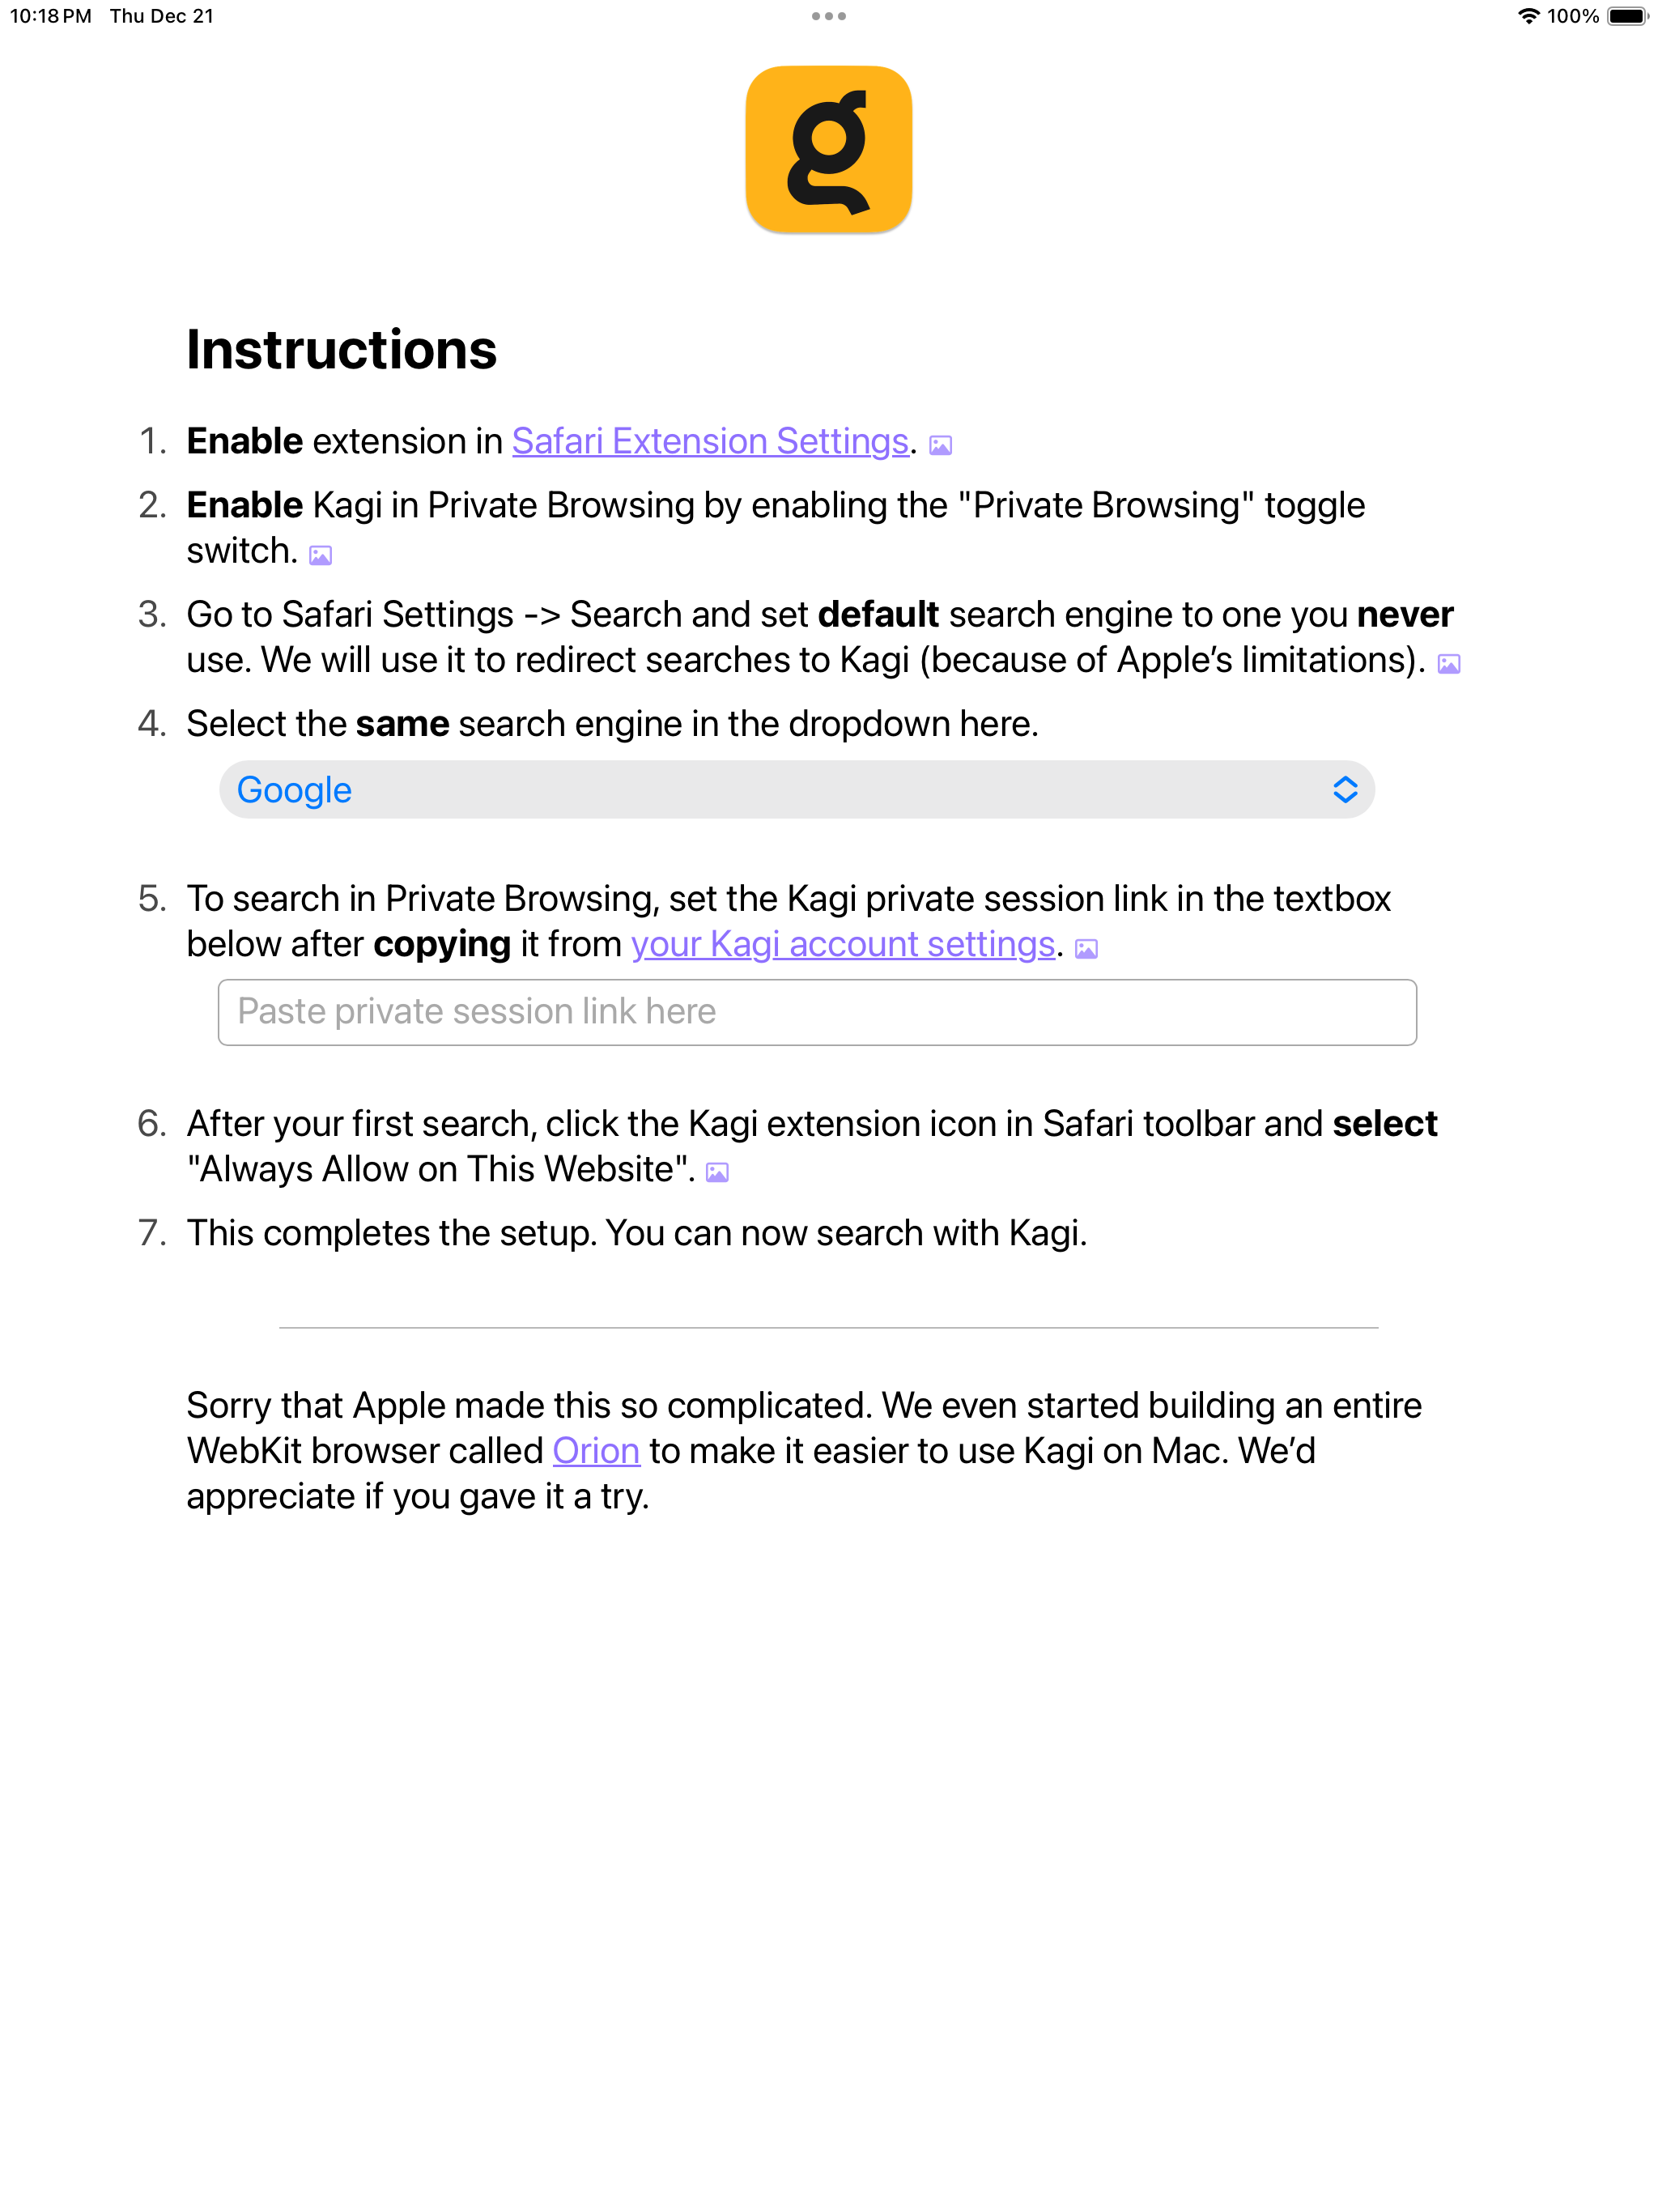 10:18 PM Thu Dec 21
100%
g
Instructions
1. Enable extension in Safari Extension Settings.
2. Enable Kagi in Private Browsing by enabling the "Private Browsing" toggle
switch.
3. Go to Safari Settings -> Search and set default search engine to one you never
use. We will use it to redirect searches to Kagi (because of Apple’s limitations).
4. Select the same search engine in the dropdown here.
Google
5. To search in Private Browsing, set the Kagi private session link in the textbox
below after copying it from your Kagi account settings.
Paste private session link here
6. After your first search, click the Kagi extension icon in Safari toolbar and select
"Always Allow on This Website".
7. This completes the setup. You can now search with Kagi.
Sorry that Apple made this so complicated. We even started building an entire
WebKit browser called Orion to make it easier to use Kagi on Mac. We’d
appreciate if you gave it a try.